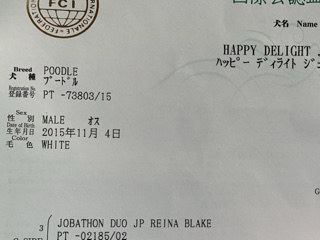 FCI
INTERNATIONALE
犬名 Name
HAPPY DELIGHT J
ハッピー ディライト ジ
Breed
犬 種 POODLE
プードル
Registration No.
登録番号 PT -73803/15
Sex
性 別 MALE オス
Date of Birth
生年月日 2015年11月 4日
Color
毛 色 WHITE
3
JOBATHON DUO JP REINA BLAKE
PT -02185/02